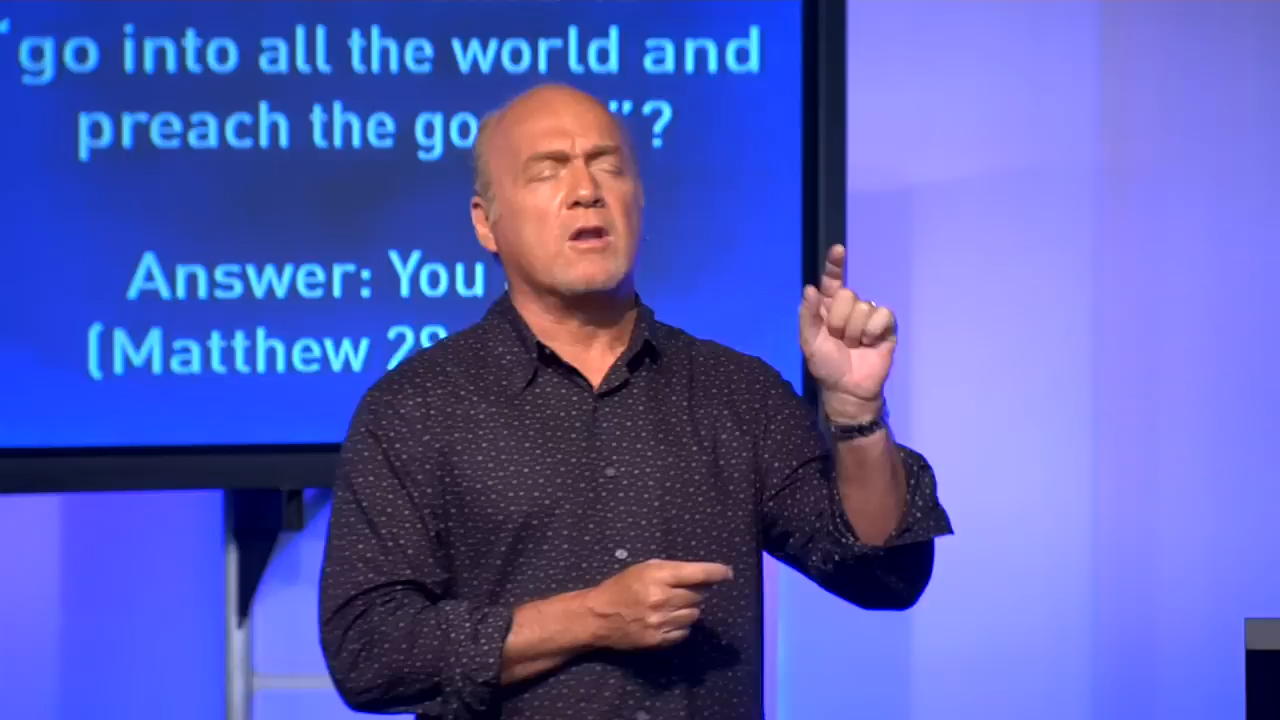 “go into all the world and
preach the go ”?
Answer: You
(Matthew 28